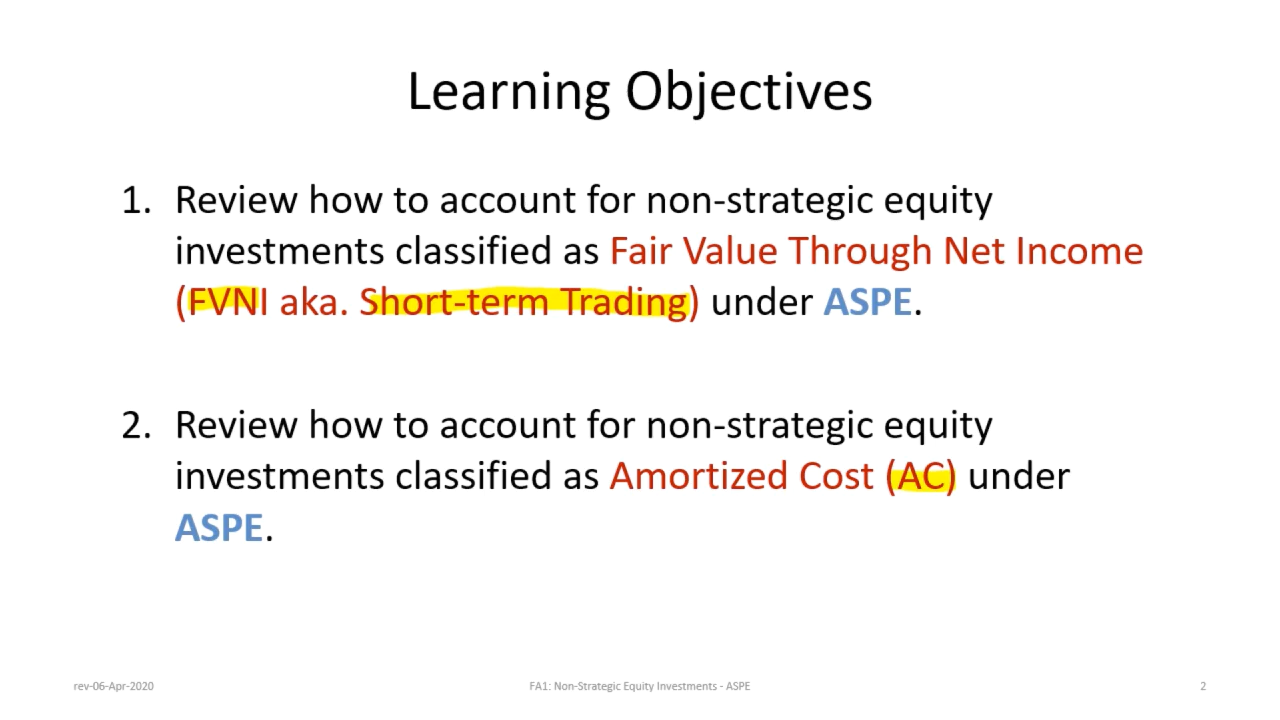 Learning Objectives
1. Review how to account for non-strategic equity
investments classified as Fair Value Through Net Income
(FVNI aka. Short-term Trading) under ASPE.
2. Review how to account for non-strategic equity
investments classified as Amortized Cost (AC) under
ASPE.
rev-06-Apr-2020
FA1: Non-Strategic Equity Investments - ASPE
2